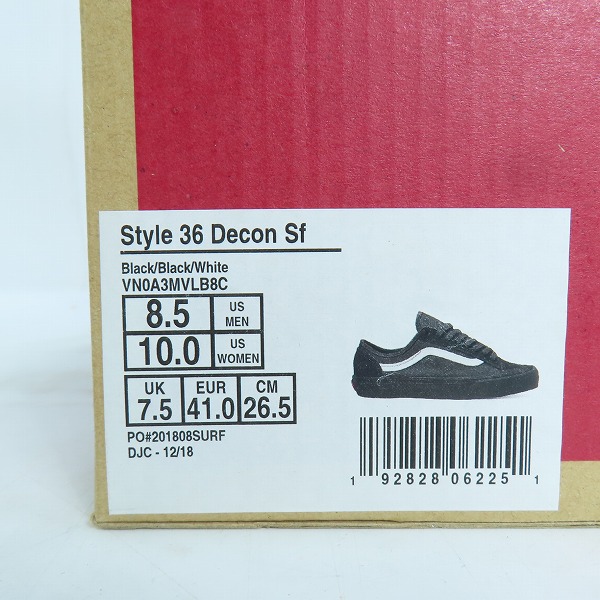 Style 36 Decon Sf
Black/Black/White
VN0A3MVLB8C
8.5 US MEN
10.0 US WOMEN
UK EUR CM
7.5 41.0 26.5
PO#201808SURF
DJC - 12/18
1 92828 06225 1